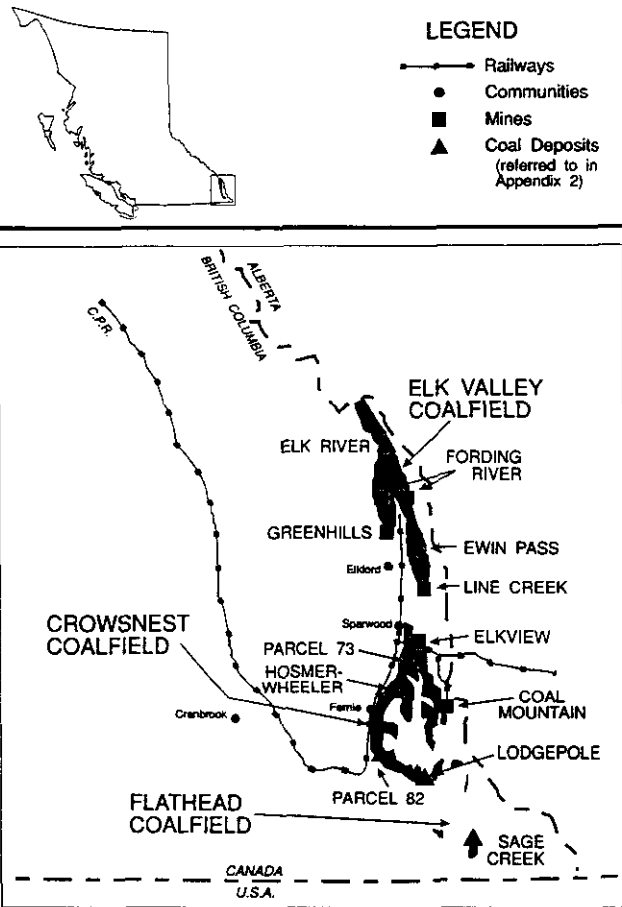 LEGEND
Railways
Communities
Mines
Coal Deposits
(referred to in
Appendix 2)
ALBERTA
BRITISH COLUMBIA
C.P.R.
ELK VALLEY
COALFIELD
ELK RIVER
FORDING
RIVER
GREENHILLS
EWIN PASS
Elkford
LINE CREEK
Sparwood
ELKVIEW
CROWSNEST
COALFIELD
PARCEL 73
HOSMER-
WHEELER
COAL
MOUNTAIN
Fernie
Cranbrook
LODGEPOLE
PARCEL 82
FLATHEAD
COALFIELD
SAGE
CREEK
CANADA
U.S.A.